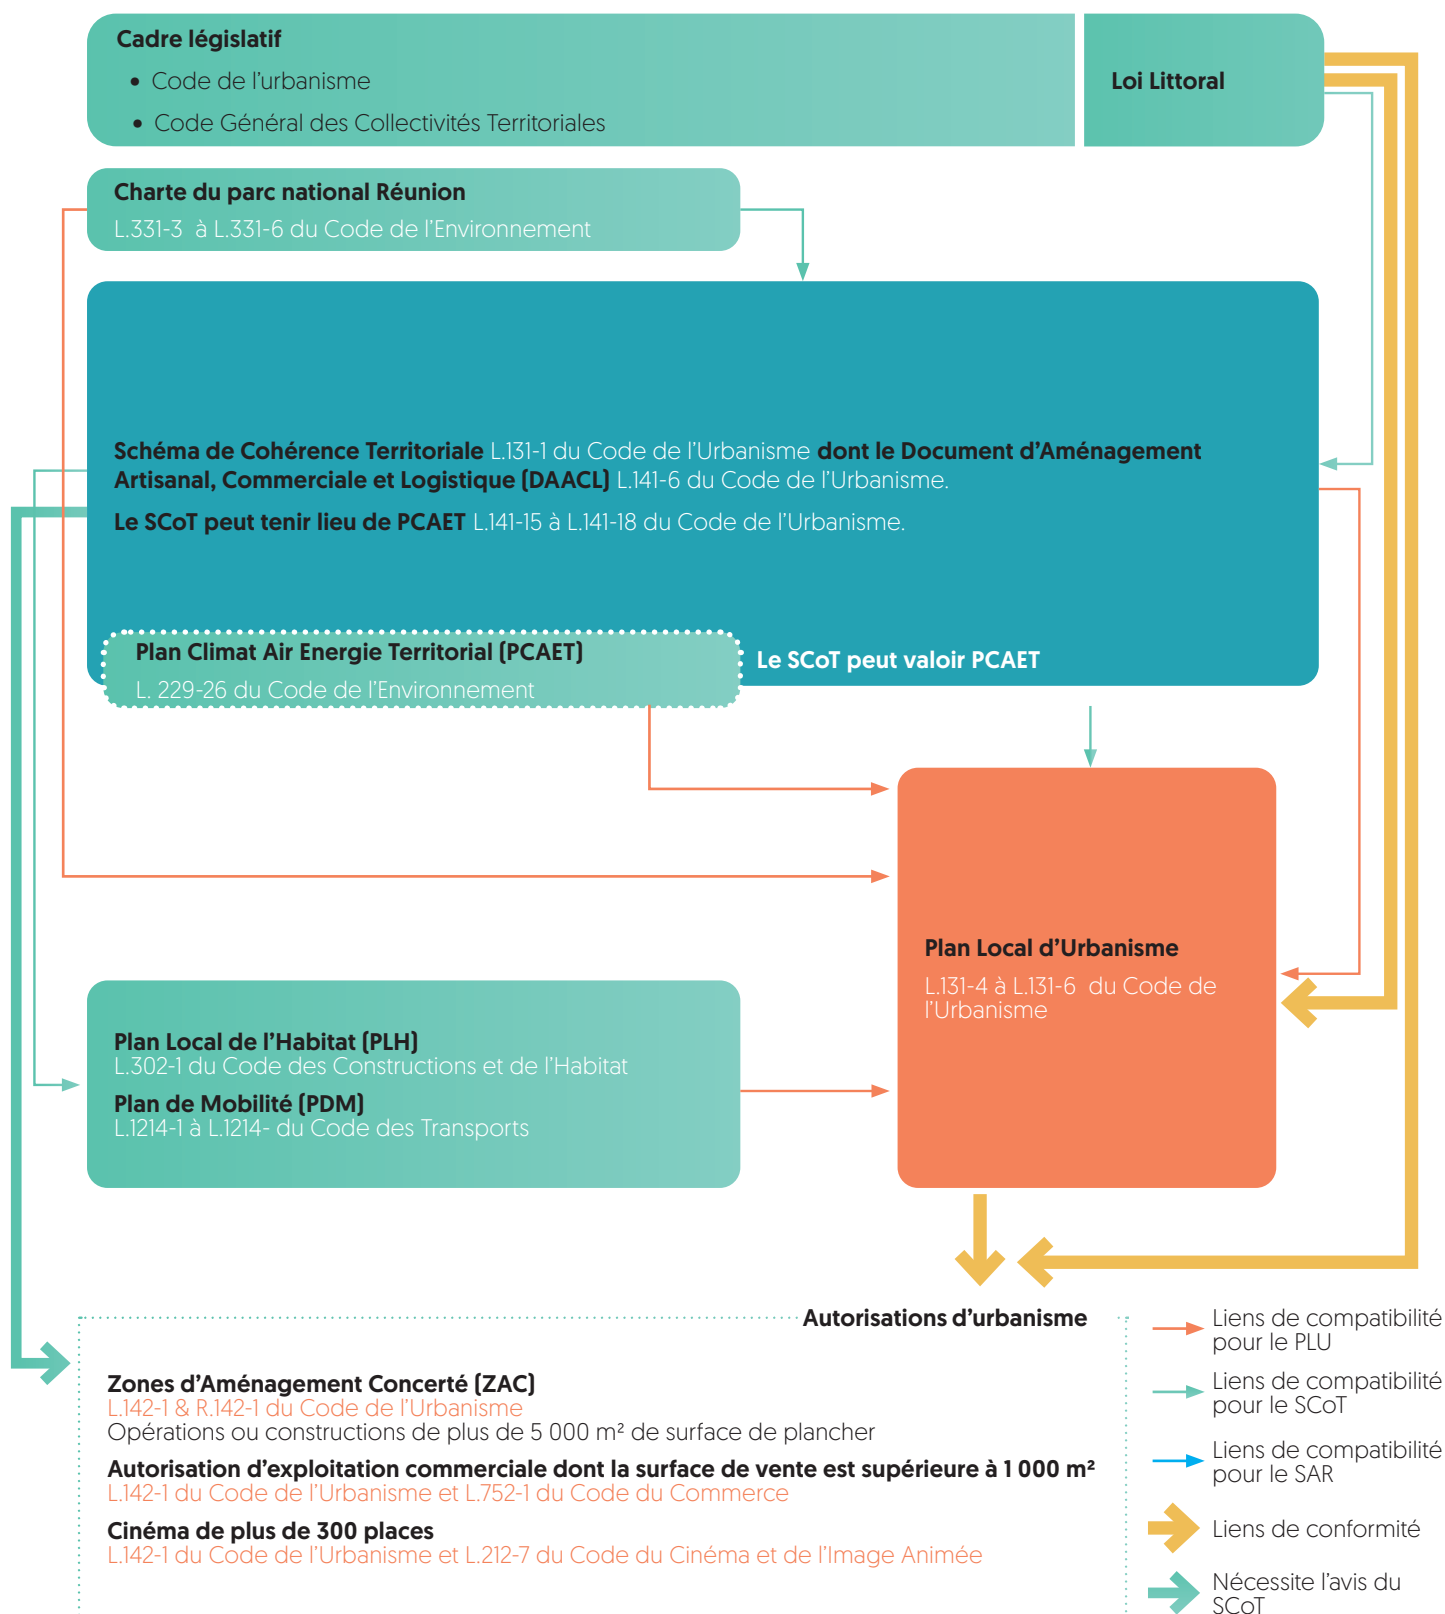 Cadre législatif
• Code de l'urbanisme
• Code Général des Collectivités Territoriales
Loi Littoral
Charte du parc national Réunion
L.331-3 à L.331-6 du Code de l'Environnement
Schéma de Cohérence Territoriale L.131-1 du Code de l'Urbanisme dont le Document d'Aménagement
Artisanal, Commerciale et Logistique (DAACL) L.141-6 du Code de l'Urbanisme.
Le SCoT peut tenir lieu de PCAET L.141-15 à L.141-18 du Code de l'Urbanisme.
Plan Climat Air Energie Territorial (PCAET)
L. 229-26 du Code de l'Environnement
Le SCoT peut valoir PCAET
Plan Local d'Urbanisme
L.131-4 à L.131-6 du Code de
l'Urbanisme
Plan Local de l'Habitat (PLH)
L.302-1 du Code des Constructions et de l'Habitat
Plan de Mobilité (PDM)
L.1214-1 à L.1214- du Code des Transports
Autorisations d'urbanisme
Zones d'Aménagement Concerté (ZAC)
L.142-1 & R.142-1 du Code de l'Urbanisme
Opérations ou constructions de plus de 5 000 m² de surface de plancher
Autorisation d'exploitation commerciale dont la surface de vente est supérieure à 1 000 m²
L.142-1 du Code de l'Urbanisme et L.752-1 du Code du Commerce
Cinéma de plus de 300 places
L.142-1 du Code de l'Urbanisme et L.212-7 du Code du Cinéma et de l'Image Animée
Liens de compatibilité
pour le PLU
Liens de compatibilité
pour le SCoT
Liens de compatibilité
pour le SAR
Liens de conformité
Nécessite l'avis du
SCoT